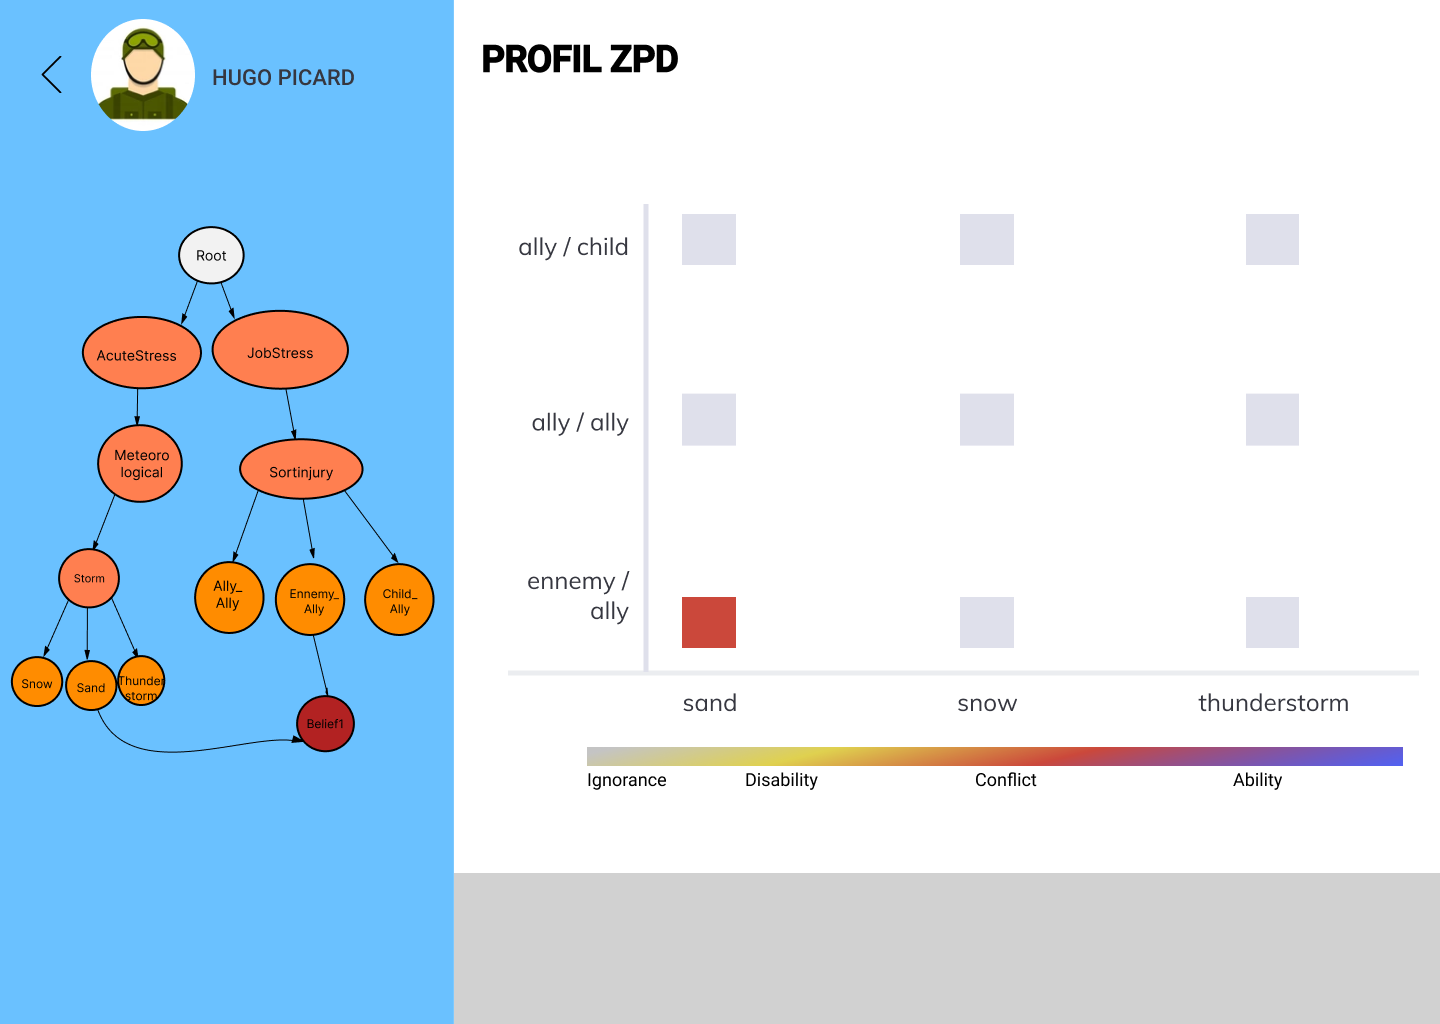 HUGO PICARD
Root
AcuteStress
JobStress
Meteoro
logical
Sortinjury
Storm
Ally_
Ally
Ennemy_
Ally
Child_
Ally
Snow
Sand
Thunder
storm
Belief1
PROFIL ZPD
ally / child
ally / ally
ennemy /
ally
sand
snow
thunderstorm
Ignorance
Disability
Conflict
Ability